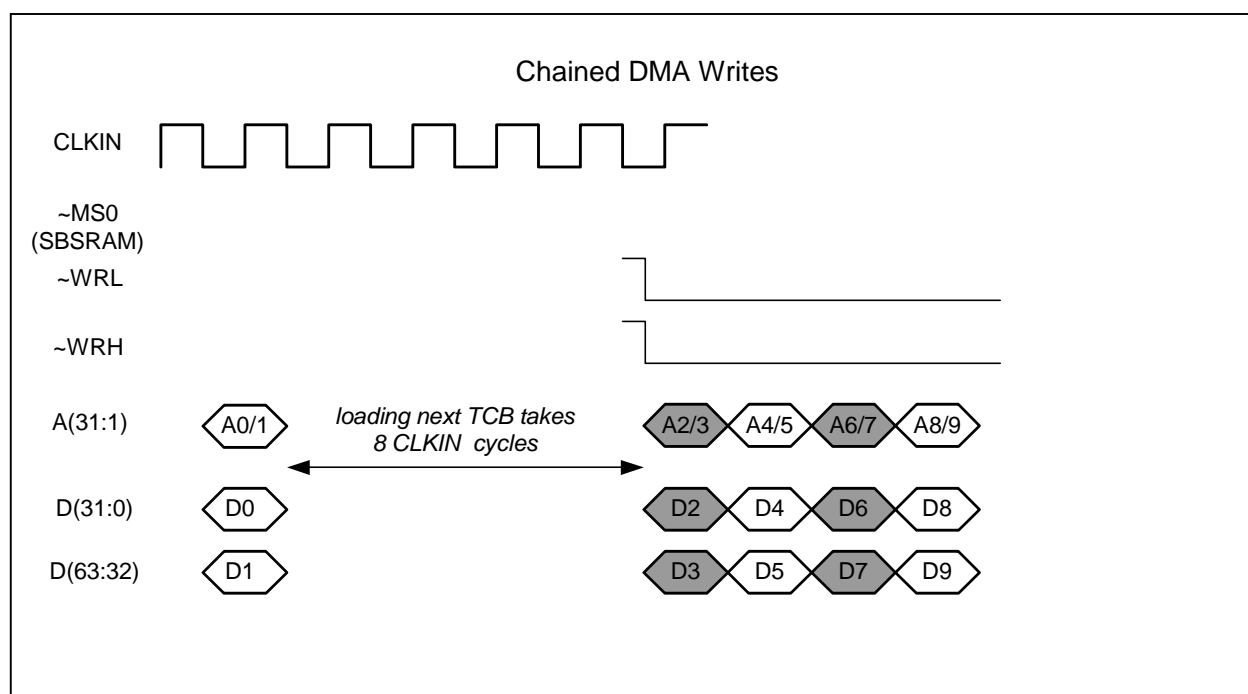 Chained DMA Writes
CLKIN
~MS0
(SBSRAM)
~WRL
~WRH
A(31:1)
A0/1
loading next TCB takes
8 CLKIN cycles
A2/3
A4/5
A6/7
A8/9
D(31:0)
D0
D2
D4
D6
D8
D(63:32)
D1
D3
D5
D7
D9